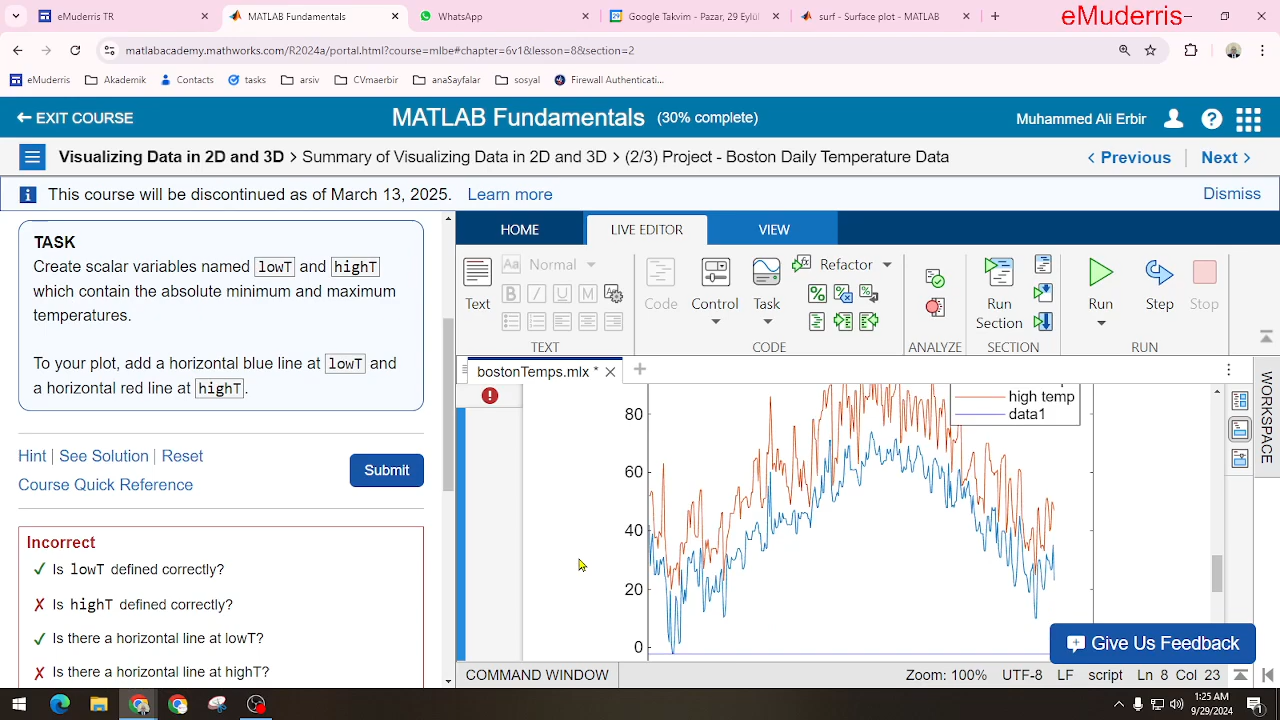 eMuderris TR
MATLAB Fundamentals
WhatsApp
Google Takvim - Pazar, 29 Eylül
surf - Surface plot - MATLAB
eMuderris
matlabacademy.mathworks.com/R2024a/portal.html?course=mlbe#chapter=6v1&lesson=8&section=2
eMuderris
Akademik
Contacts
tasks
arsiv
CVmaerbir
anaSayfalar
sosyal
Firewall Authenticati...
EXIT COURSE
MATLAB Fundamentals (30% complete)
Muhammed Ali Erbir
Visualizing Data in 2D and 3D > Summary of Visualizing Data in 2D and 3D > (2/3) Project - Boston Daily Temperature Data
Previous
Next
This course will be discontinued as of March 13, 2025. Learn more
Dismiss
TASK
Create scalar variables named lowT and highT
which contain the absolute minimum and maximum
temperatures.
To your plot, add a horizontal blue line at lowT and
a horizontal red line at highT.
Hint | See Solution | Reset
Course Quick Reference
Submit
Incorrect
✓ Is lowT defined correctly?
✗ Is highT defined correctly?
✓ Is there a horizontal line at lowT?
✗ Is there a horizontal line at highT?
HOME
LIVE EDITOR
VIEW
Text
Aa Normal
B I U M
TEXT
Code
Control
Task
Refactor
CODE
ANALYZE
Run
Section
SECTION
Run
Step
Stop
RUN
bostonTemps.mlx *
WORKSPACE
high temp
data1
80
60
40
20
0
Give Us Feedback
COMMAND WINDOW
Zoom: 100%
UTF-8
LF
script
Ln 8 Col 23
1:25 AM
9/29/2024